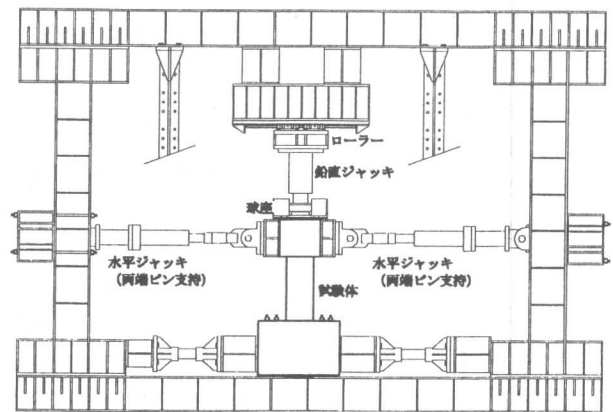 ローラー
鉛直ジャッキ
球座
水平ジャッキ
(両端ピン支持)
水平ジャッキ
(両端ピン支持)
試験体